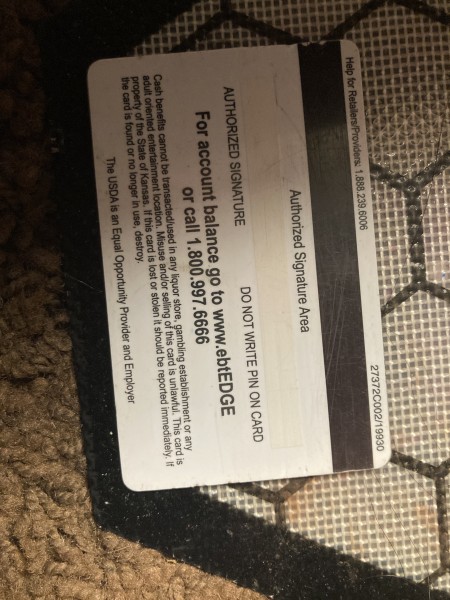 Help for Retailers/Providers: 1.888.239.6006
27372C002/19930
Authorized Signature Area
AUTHORIZED SIGNATURE
DO NOT WRITE PIN ON CARD
For account balance go to www.ebtEDGE
or call 1.800.997.6666
Cash benefits cannot be transacted/used in any liquor store, gambling establishment or any
adult oriented entertainment location. Misuse and/or selling of this card is unlawful. This card is
property of the State of Kansas. If this card is lost or stolen it should be reported immediately. If
the card is found or no longer in use, destroy.
The USDA is an Equal Opportunity Provider and Employer